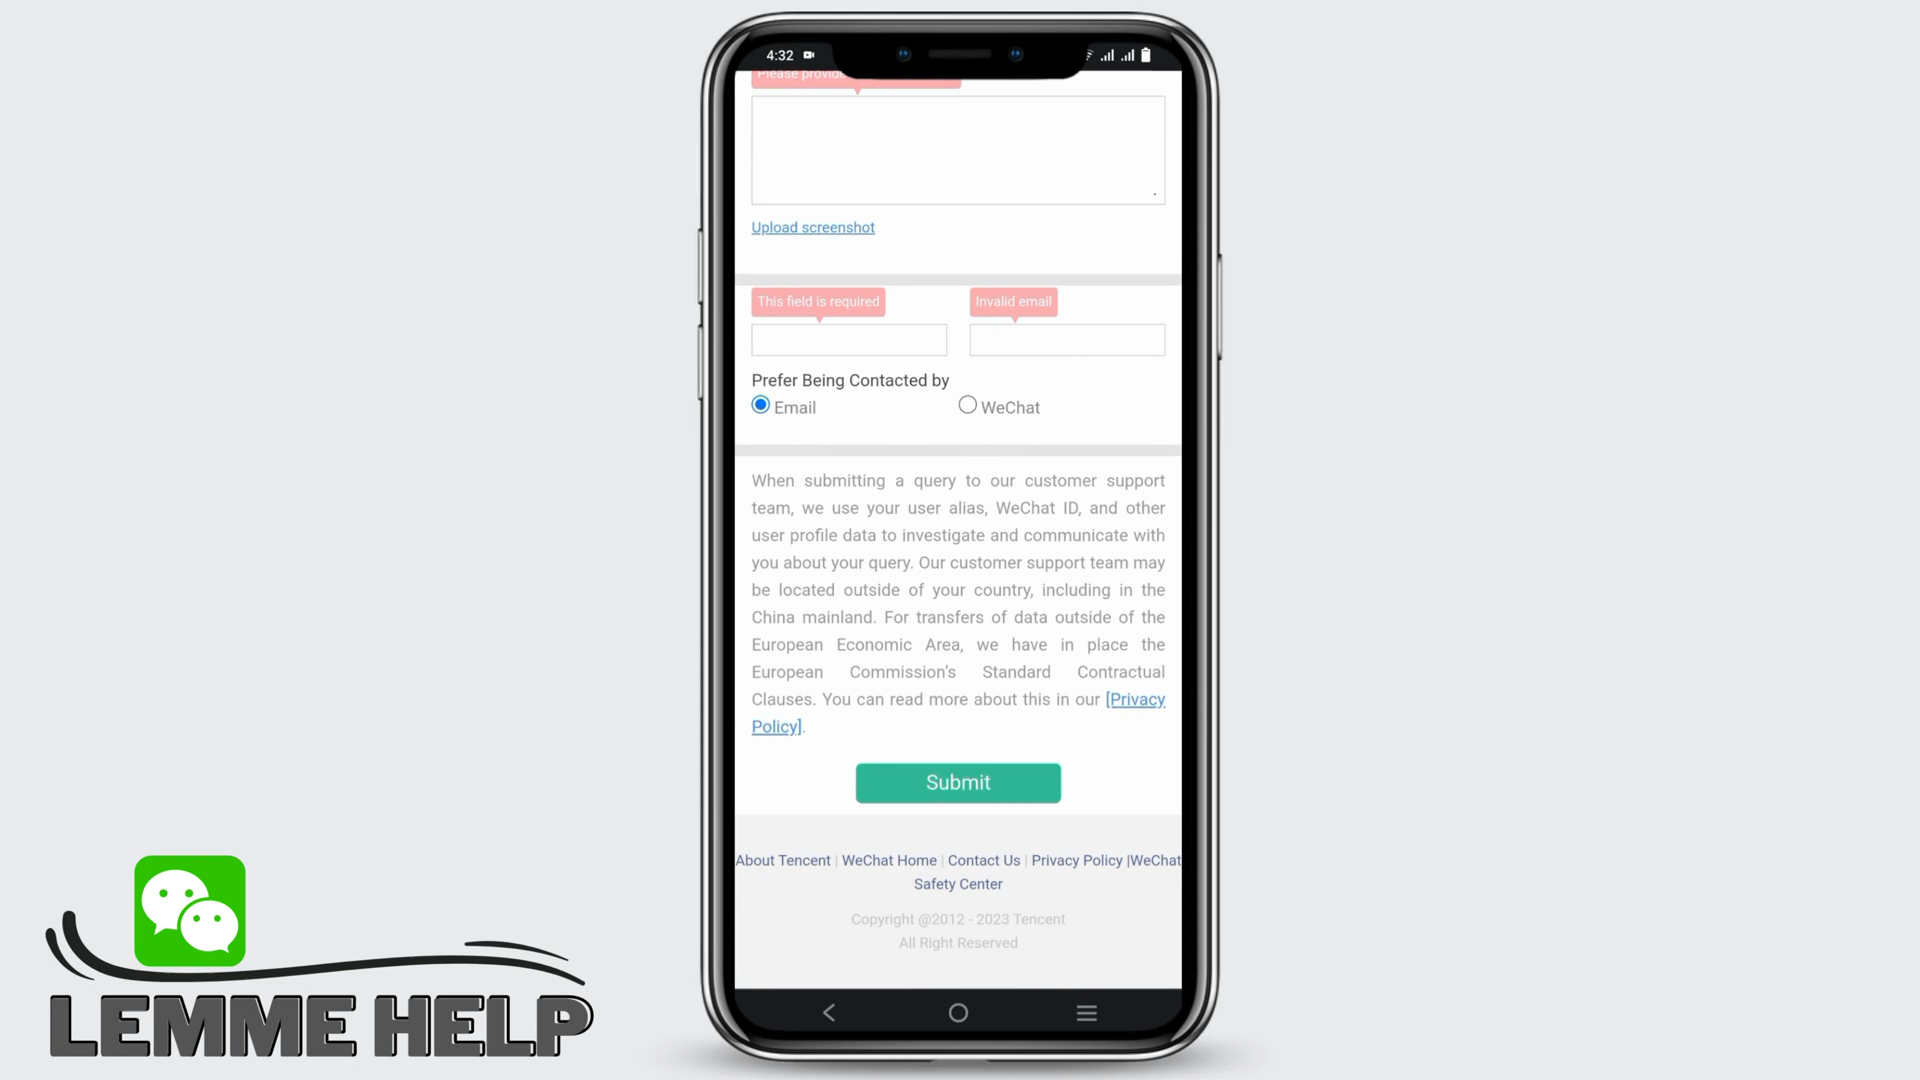 4:32
Please provide
Upload screenshot
This field is required
Invalid email
Prefer Being Contacted by
Email
WeChat
When submitting a query to our customer support
team, we use your user alias, WeChat ID, and other
user profile data to investigate and communicate with
you about your query. Our customer support team may
be located outside of your country, including in the
China mainland. For transfers of data outside of the
European Economic Area, we have in place the
European Commission’s Standard Contractual
Clauses. You can read more about this in our [Privacy
Policy].
Submit
About Tencent | WeChat Home | Contact Us | Privacy Policy |WeChat
Safety Center
Copyright @2012 - 2023 Tencent
All Right Reserved
LEMME HELP